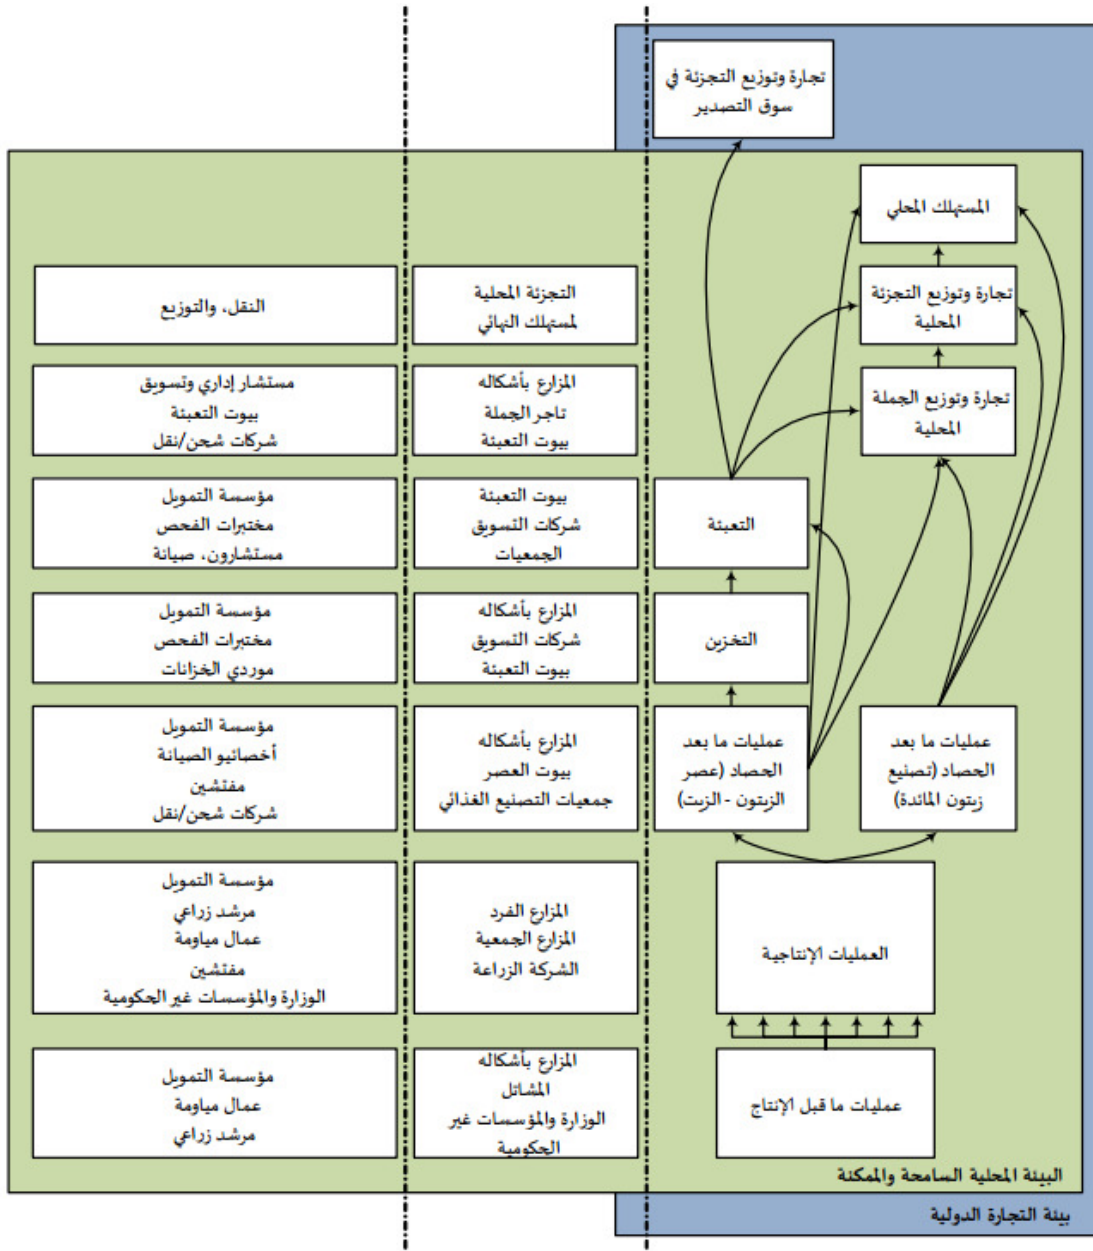 تجارة وتوزيع التجزئة في
سوق التصدير
المستهلك المحلي
تجارة وتوزيع التجزئة
المحلية
التجزئة المحلية
لمستهلك النهائي
النقل، والتوزيع
تجارة وتوزيع الجملة
المحلية
المزارع بأشكاله
تاجر الجملة
بيوت التعبئة
مستشار إداري وتسويق
بيوت التعبئة
شركات شحن/نقل
التعبئة
بيوت التعبئة
شركات التسويق
الجمعيات
مؤسسة التمويل
مختبرات الفحص
مستشارون، صيانة
التخزين
المزارع بأشكاله
شركات التسويق
بيوت التعبئة
مؤسسة التمويل
مختبرات الفحص
موردي الخزانات
عمليات ما بعد
الحصاد (تصنيع
زيتون المائدة)
عمليات ما بعد
الحصاد (عصر
الزيتون - الزيت)
المزارع بأشكاله
بيوت العصر
جمعيات التصنيع الغذائي
مؤسسة التمويل
أخصائيو الصيانة
مفتشين
شركات شحن/نقل
العمليات الإنتاجية
المزارع الفرد
المزارع الجمعية
الشركة الزراعة
مؤسسة التمويل
مرشد زراعي
عمال مياومة
مفتشين
الوزارة والمؤسسات غير الحكومية
عمليات ما قبل الإنتاج
المزارع بأشكاله
المشاتل
الوزارة والمؤسسات غير
الحكومية
مؤسسة التمويل
عمال مياومة
مرشد زراعي
البيئة المحلية السامحة والممكنة
بيئة التجارة الدولية